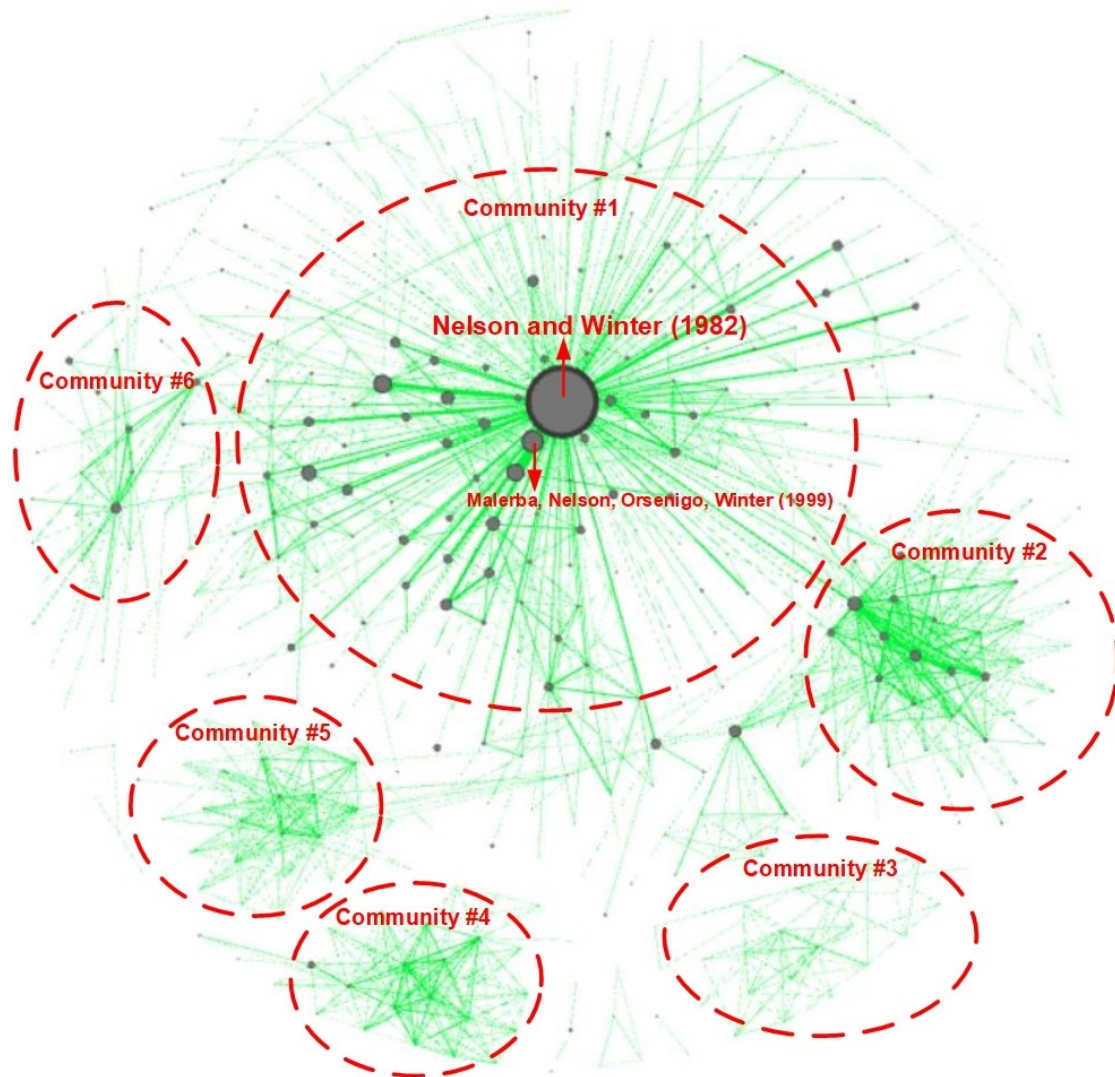 Community #1
Nelson and Winter (1982)
Community #6
Malerba, Nelson, Orsenigo, Winter (1999)
Community #2
Community #5
Community #3
Community #4